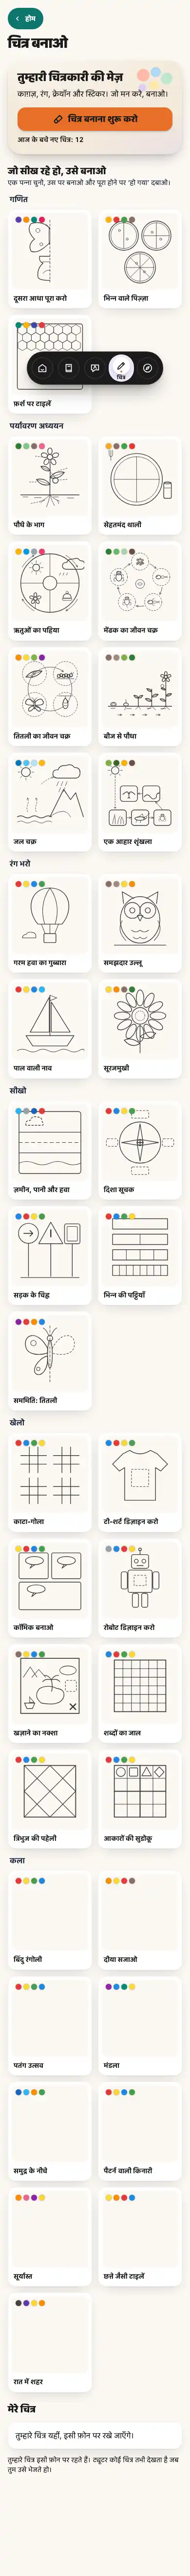 होम
चित्र बनाओ
तुम्हारी चित्रकारी की मेज़
काग़ज़, रंग, क्रेयॉन और स्टिकर। जो मन करे, बनाओ।
चित्र बनाना शुरू करो
आज के बचे नए चित्र: 12
जो सीख रहे हो, उसे बनाओ
एक पन्ना चुनो, उस पर बनाओ और पूरा होने पर 'हो गया' दबाओ।
गणित
दूसरा आधा पूरा करो
भिन्न वाले पिज़्ज़ा
फ़र्श पर टाइलें
चित्र
पर्यावरण अध्ययन
पौधे के भाग
सेहतमंद थाली
ऋतुओं का पहिया
मेंढक का जीवन चक्र
तितली का जीवन चक्र
बीज से पौधा
जल चक्र
एक आहार शृंखला
रंग भरो
गरम हवा का गुब्बारा
समझदार उल्लू
पाल वाली नाव
सूरजमुखी
सीखो
ज़मीन, पानी और हवा
दिशा सूचक
सड़क के चिह्न
भिन्न की पट्टियाँ
सममिति: तितली
खेलो
काटा-गोला
टी-शर्ट डिज़ाइन करो
कॉमिक बनाओ
रोबोट डिज़ाइन करो
ख़ज़ाने का नक्शा
शब्दों का जाल
त्रिभुज की पहेली
आकारों की सुडोकू
कला
बिंदु रंगोली
दीया सजाओ
पतंग उत्सव
मंडला
समुद्र के नीचे
पैटर्न वाली किनारी
सूर्यास्त
छत्ते जैसी टाइलें
रात में शहर
मेरे चित्र
तुम्हारे चित्र यहीं, इसी फ़ोन पर रखे जाएँगे।
तुम्हारे चित्र इसी फ़ोन पर रहते हैं। ट्यूटर कोई चित्र तभी देखता है जब
तुम उसे भेजते हो।